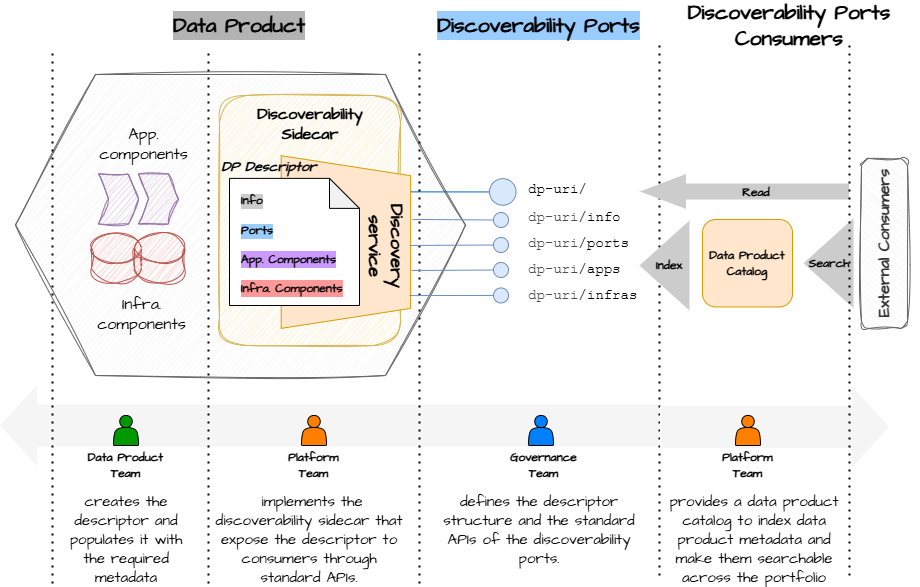 Data Product
Discoverability Ports
Discoverability Ports
Consumers
Discoverability
Sidecar
App.
components
DP Descriptor
Info
Ports
App. Components
Infra. Components
Discovery
service
Infra.
components
dp-uri/
dp-uri/info
dp-uri/ports
dp-uri/apps
dp-uri/infras
Read
Index
Data Product
Catalog
Search
External Consumers
Data Product
Team
creates the
descriptor and
populates it with
the required
metadata
Platform
Team
implements the
discoverability sidecar that
expose the descriptor to
consumers through
standard APIs.
Governance
Team
defines the descriptor
structure and the standard
APIs of the discoverability
ports.
Platform
Team
provides a data product
catalog to index data
product metadata and
make them searchable
across the portfolio